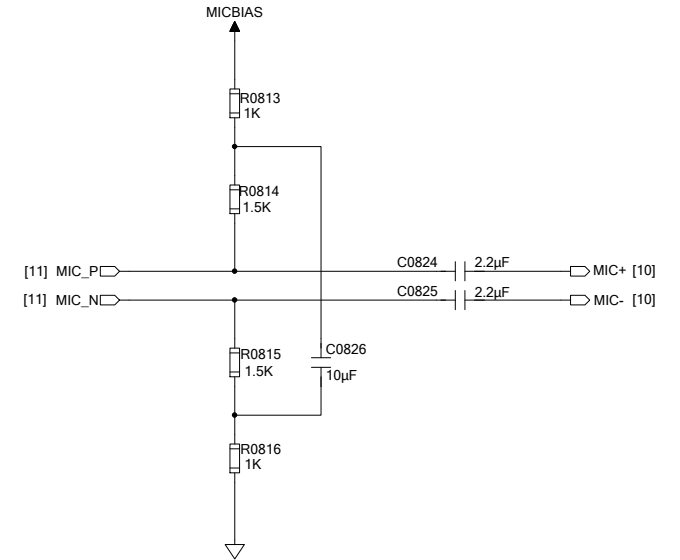 MICBIAS
R0813
1K
R0814
1.5K
[11] MIC_P
C0824 2.2µF
MIC+ [10]
[11] MIC_N
C0825 2.2µF
MIC- [10]
R0815
1.5K
C0826
10µF
R0816
1K